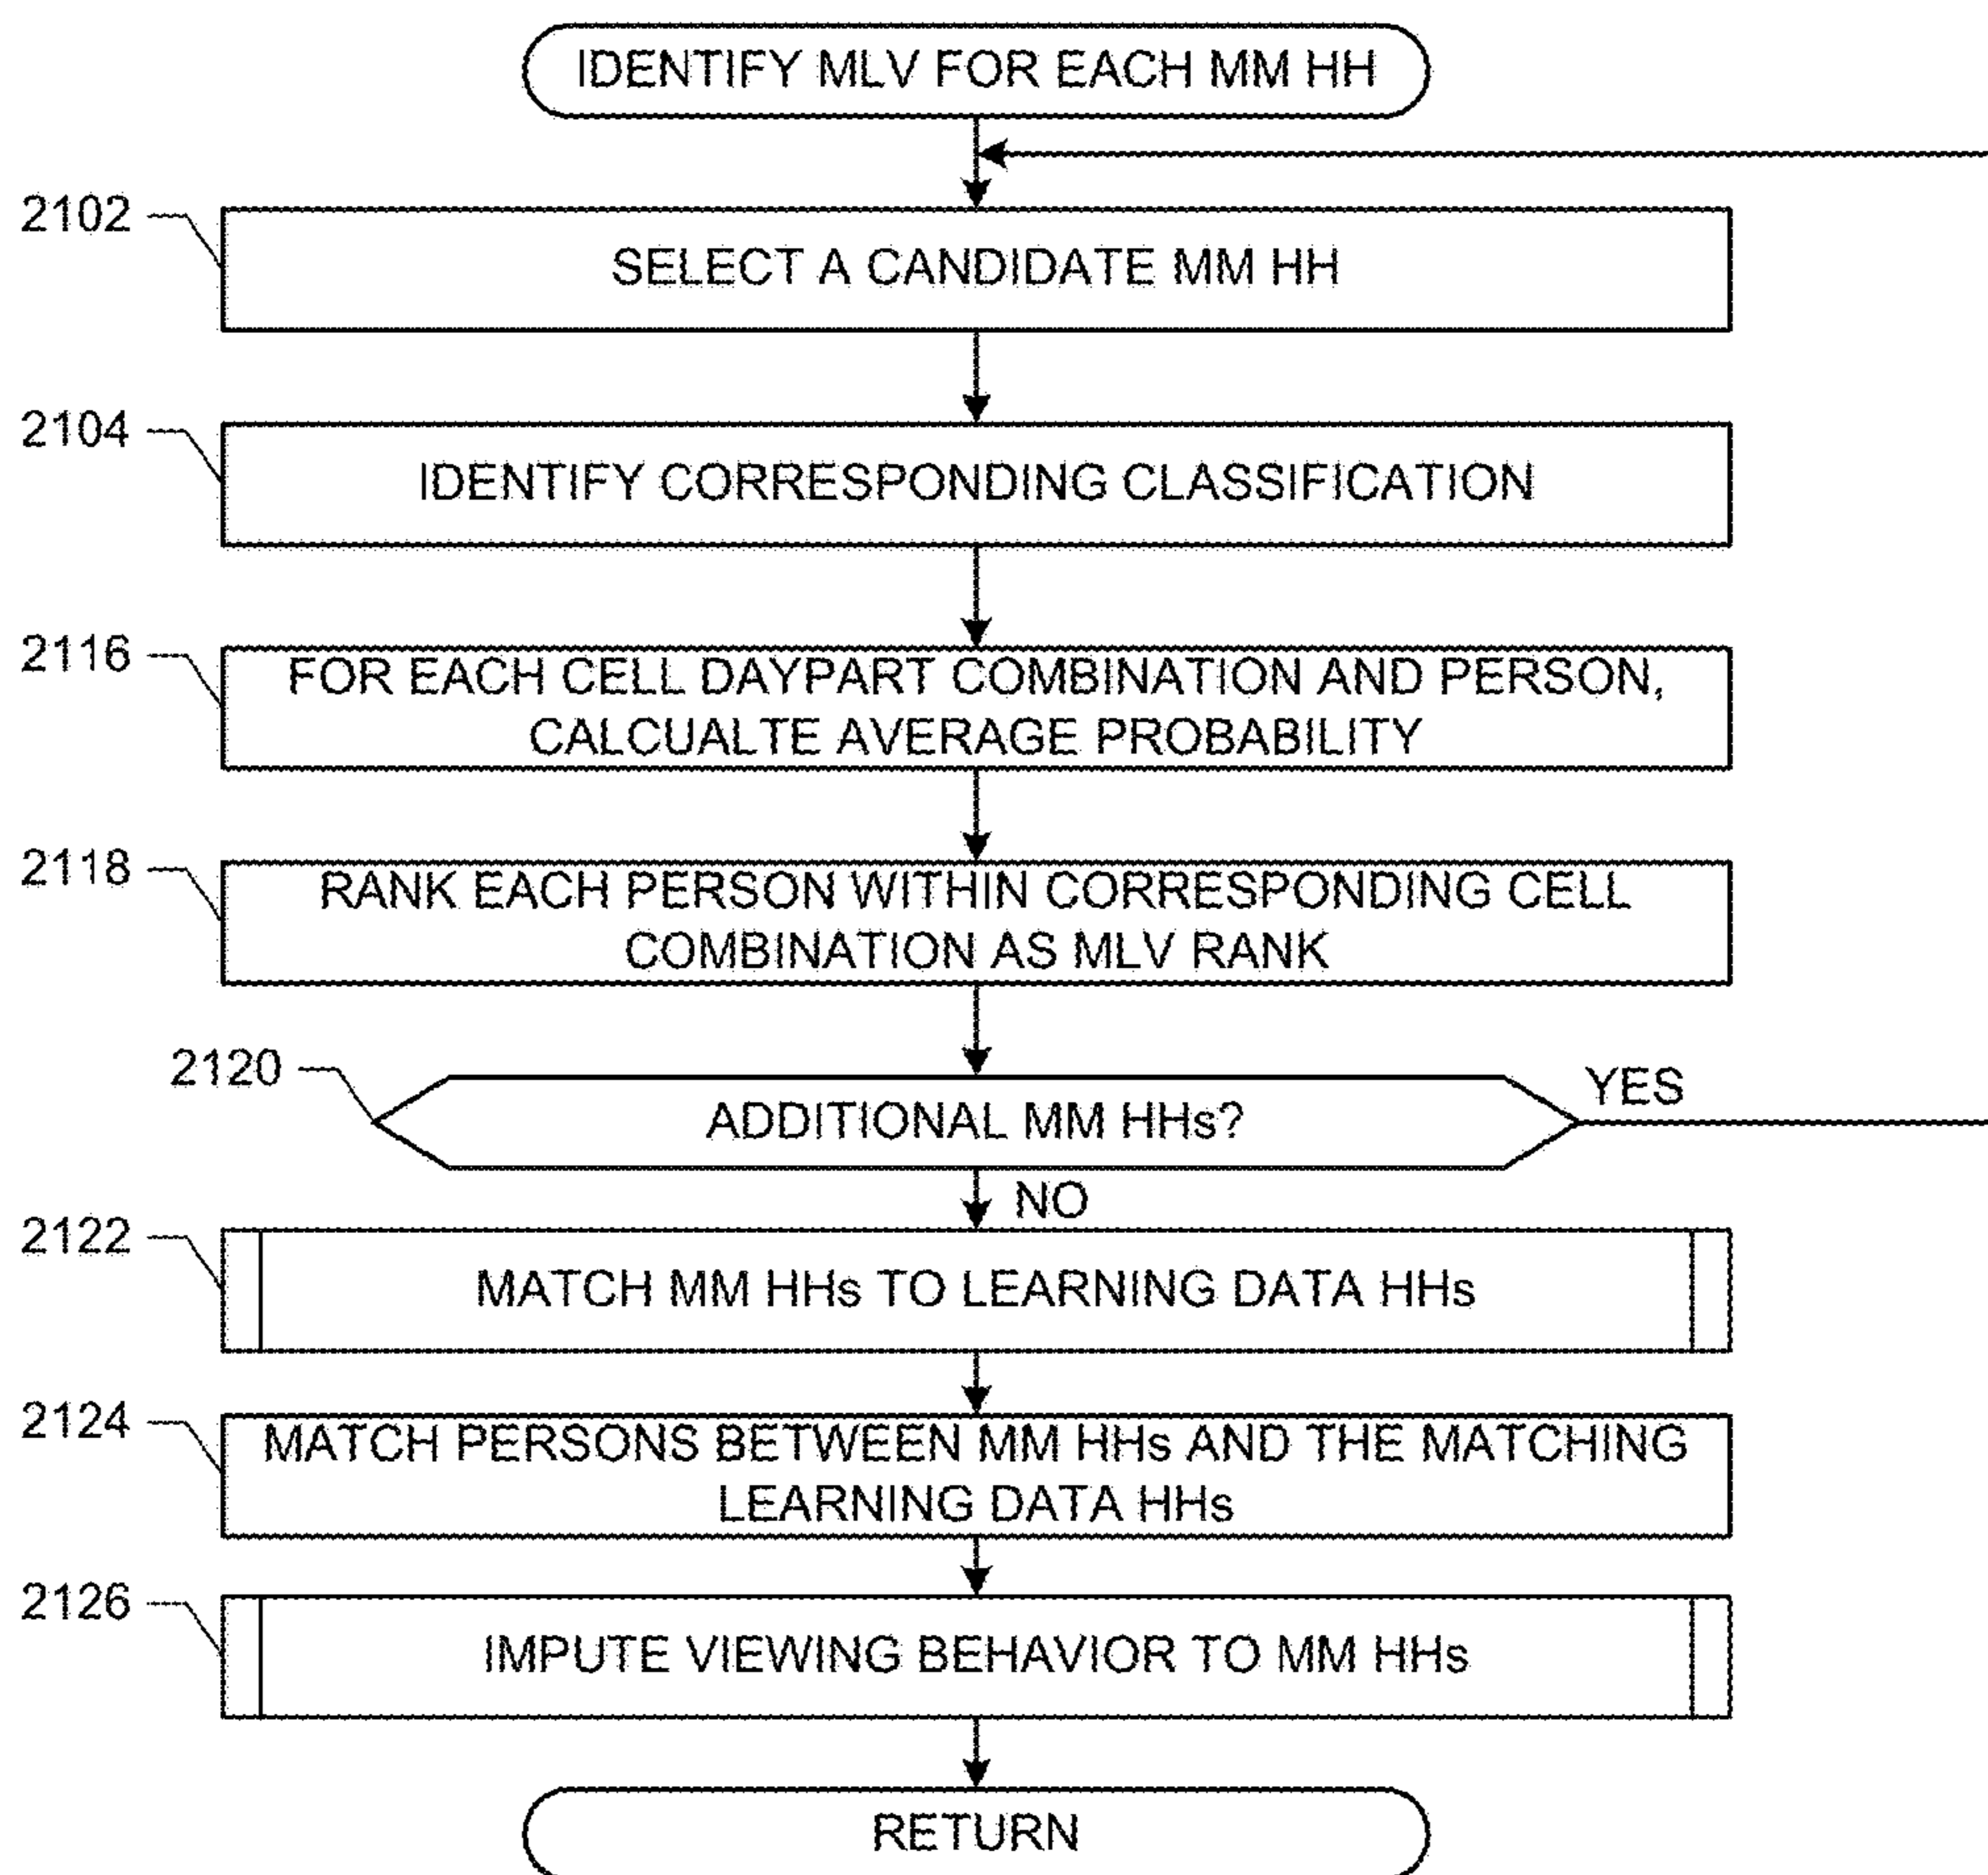 IDENTIFY MLV FOR EACH MM HH
2102
SELECT A CANDIDATE MM HH
2104
IDENTIFY CORRESPONDING CLASSIFICATION
2116
FOR EACH CELL DAYPART COMBINATION AND PERSON,
CALCUALTE AVERAGE PROBABILITY
2118
RANK EACH PERSON WITHIN CORRESPONDING CELL
COMBINATION AS MLV RANK
2120
ADDITIONAL MM HHs?
YES
NO
2122
MATCH MM HHs TO LEARNING DATA HHs
2124
MATCH PERSONS BETWEEN MM HHs AND THE MATCHING
LEARNING DATA HHs
2126
IMPUTE VIEWING BEHAVIOR TO MM HHs
RETURN